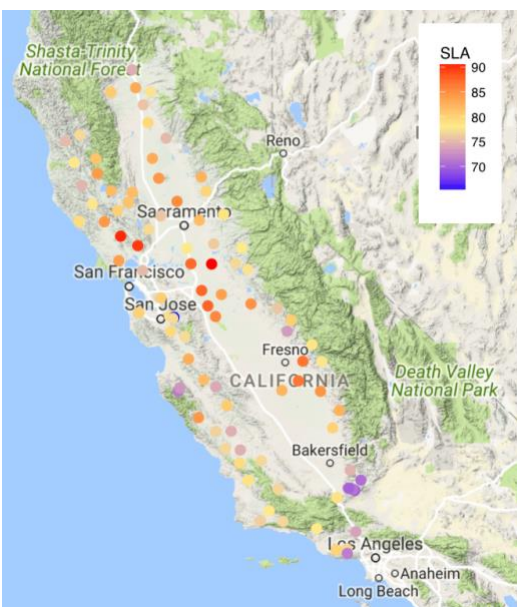 SLA
90
85
80
75
70
Shasta-Trinity
National Forest
Reno
Sacramento
San Francisco
San Jose
Fresno
CALIFORNIA
Death Valley
National Park
Bakersfield
Los Angeles
Anaheim
Long Beach